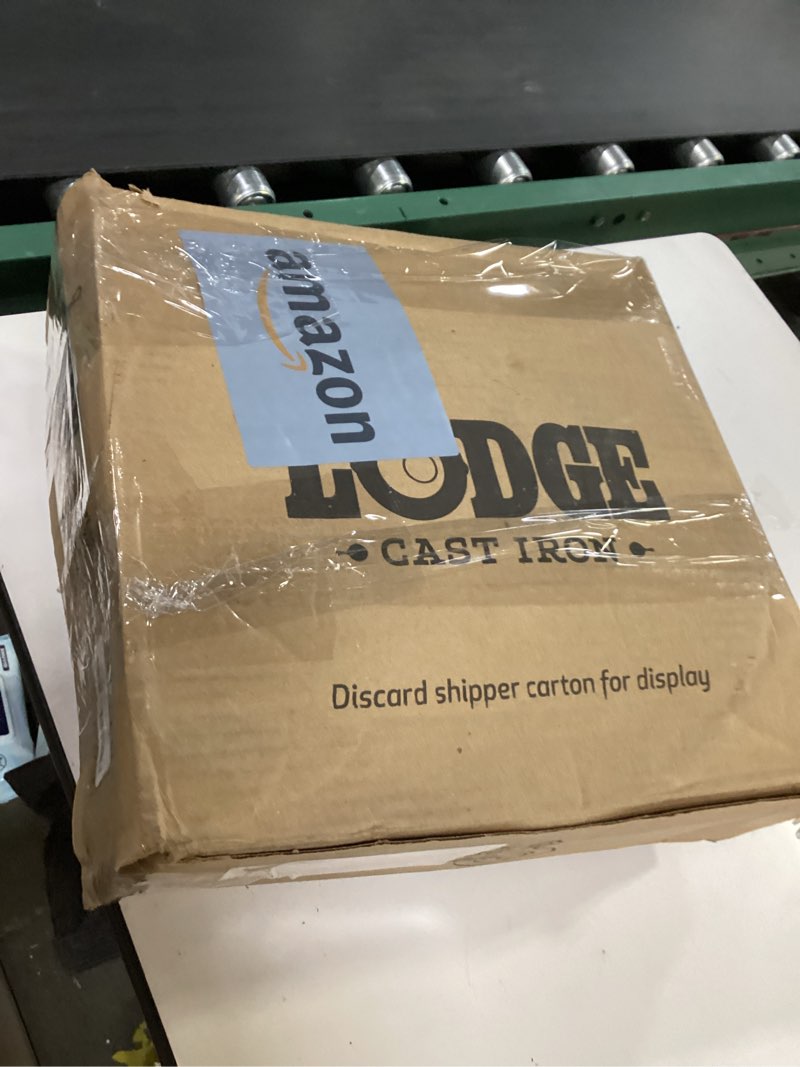 amazon
LODGE
CAST IRON
Discard shipper carton for display